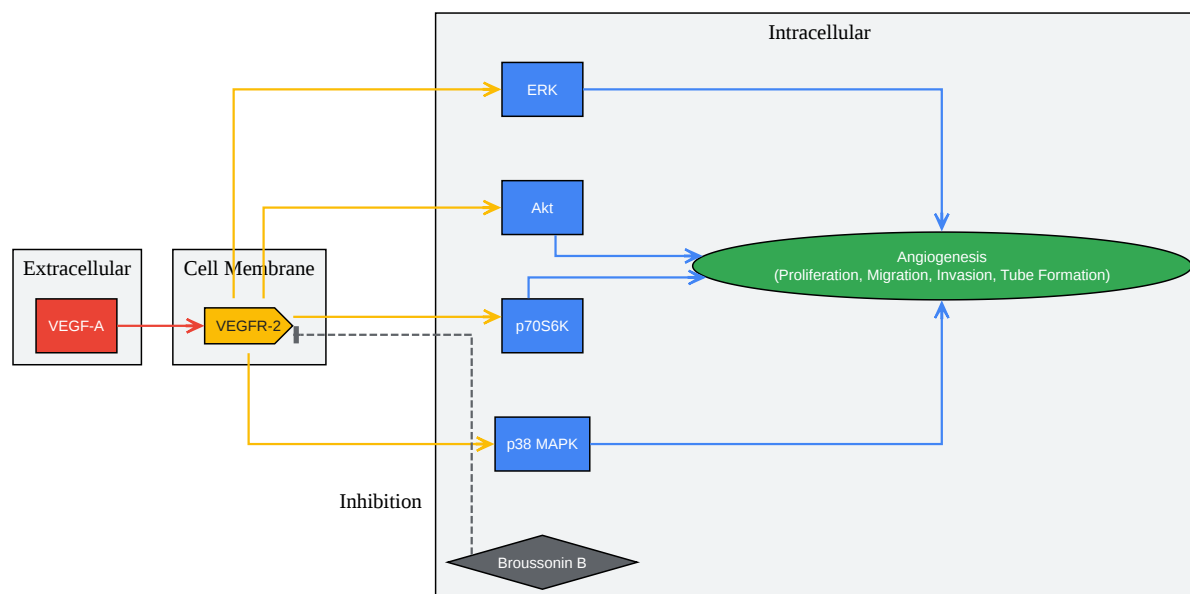 Intracellular
ERK
Akt
Extracellular
Cell Membrane
Angiogenesis
(Proliferation, Migration, Invasion, Tube Formation)
VEGF-A
VEGFR-2
p70S6K
p38 MAPK
Inhibition
Broussonin B